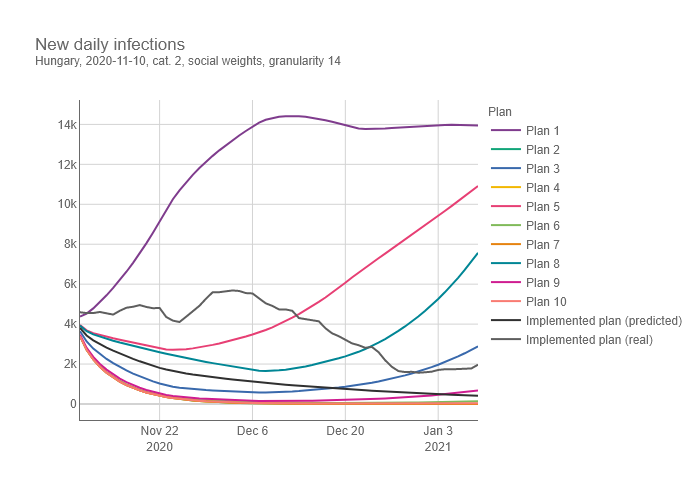 New daily infections
Hungary, 2020-11-10, cat. 2, social weights, granularity 14
14k
12k
10k
8k
6k
4k
2k
0
Nov 22
2020
Dec 6
Dec 20
Jan 3
2021
Plan
Plan 1
Plan 2
Plan 3
Plan 4
Plan 5
Plan 6
Plan 7
Plan 8
Plan 9
Plan 10
Implemented plan (predicted)
Implemented plan (real)